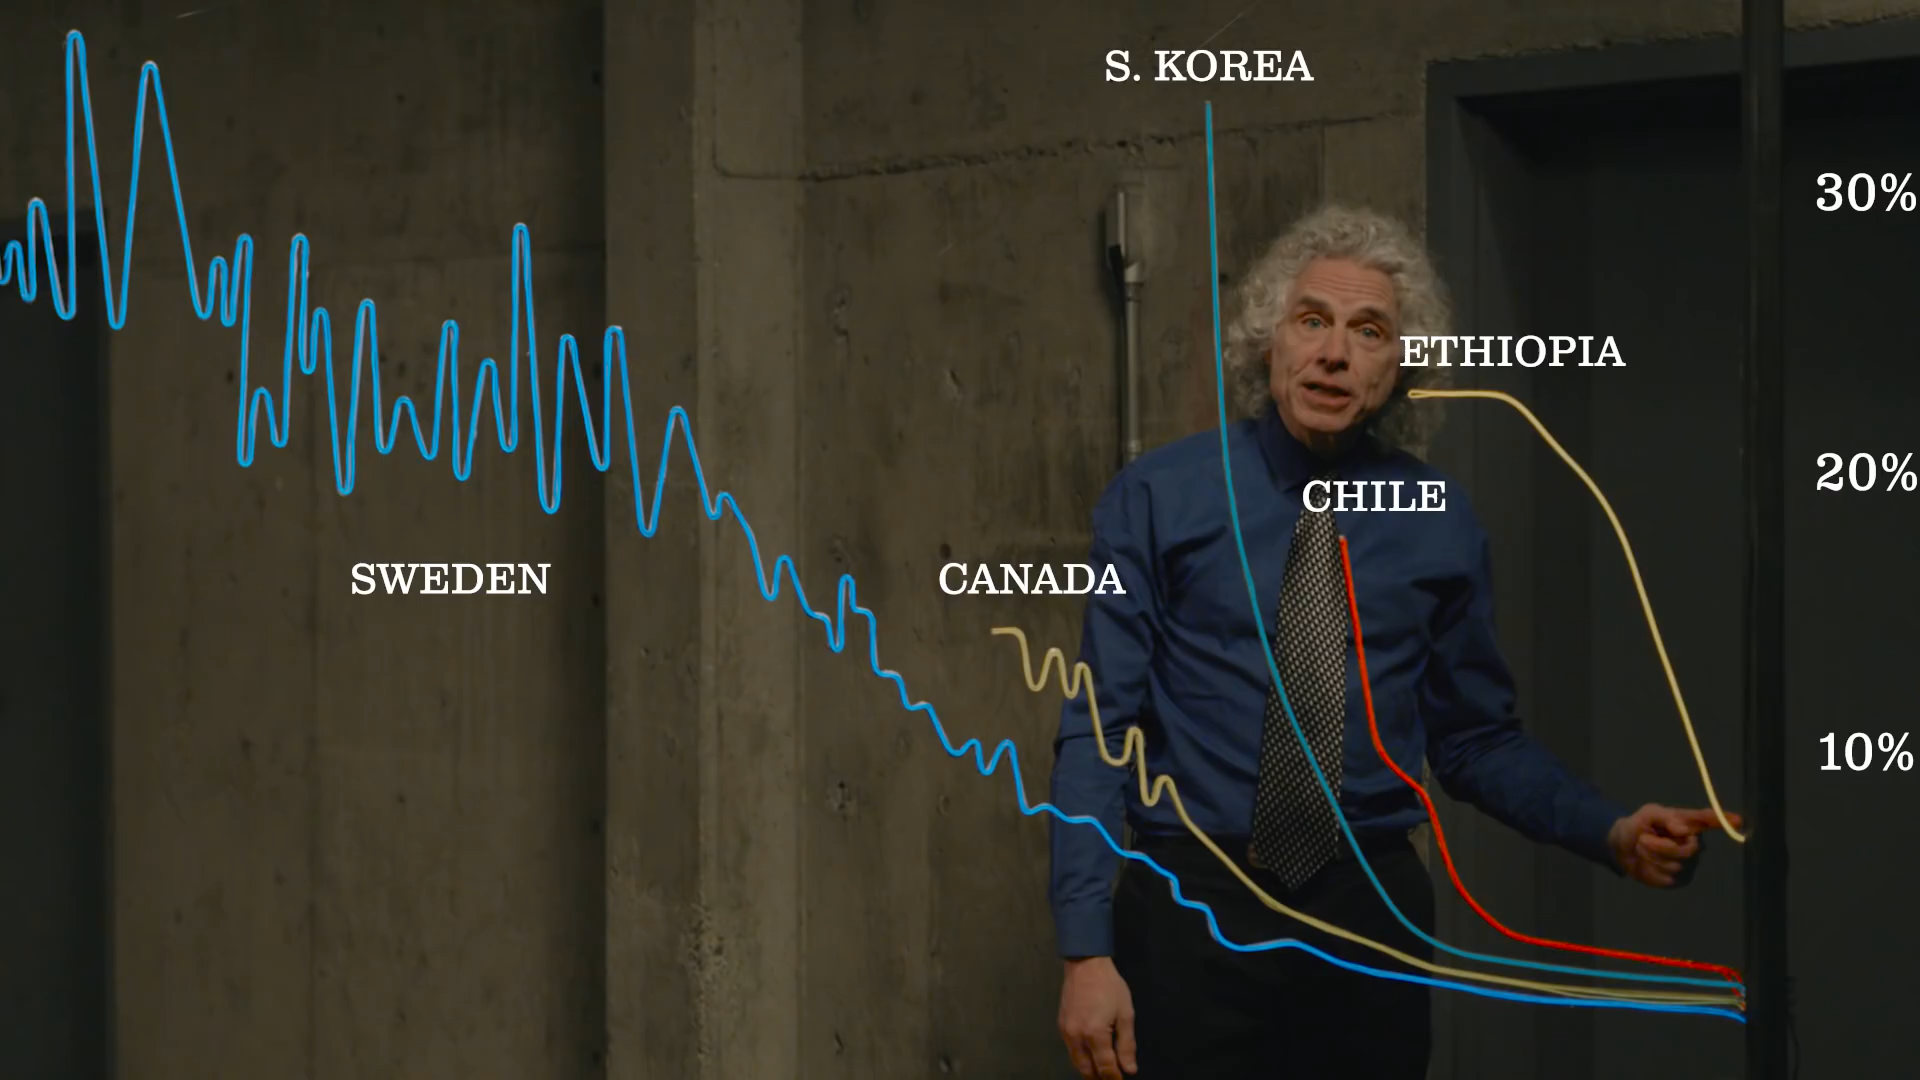 S. KOREA
30%
ETHIOPIA
20%
CHILE
SWEDEN
CANADA
10%